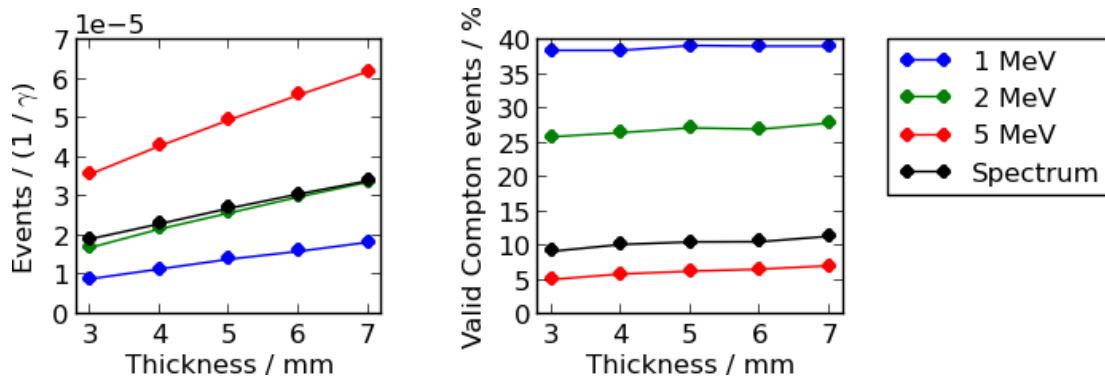 1e−5
7
6
5
4
3
2
1
0
Events / (1 / γ)
3 4 5 6 7
Thickness / mm
40
35
30
25
20
15
10
5
0
Valid Compton events / %
3 4 5 6 7
Thickness / mm
1 MeV
2 MeV
5 MeV
Spectrum